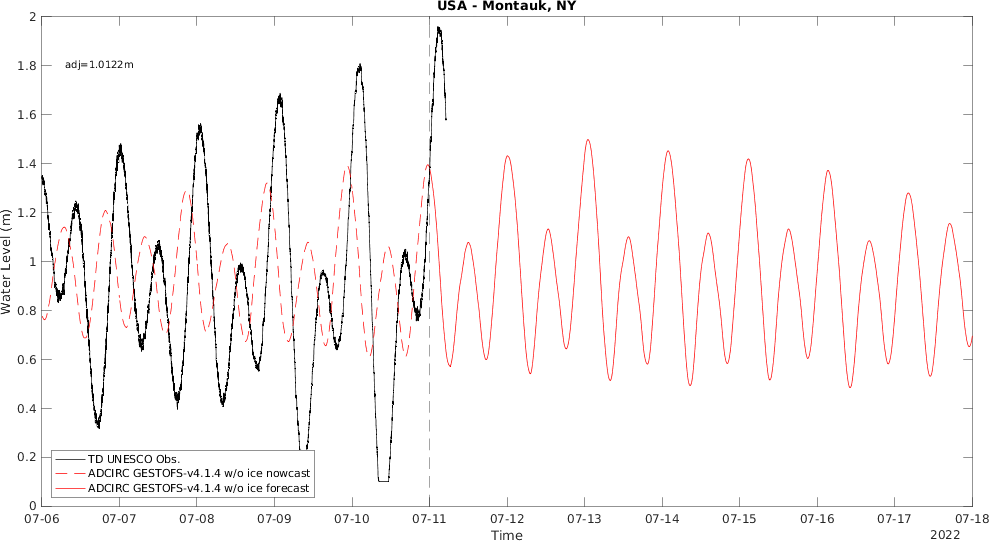 USA - Montauk, NY
2
1.8
1.6
1.4
1.2
1
0.8
0.6
0.4
0.2
0
Water Level (m)
adj=1.0122m
TD UNESCO Obs.
ADCIRC GESTOFS-v4.1.4 w/o ice nowcast
ADCIRC GESTOFS-v4.1.4 w/o ice forecast
07-06 07-07 07-08 07-09 07-10 07-11 07-12 07-13 07-14 07-15 07-16 07-17 07-18
Time
2022